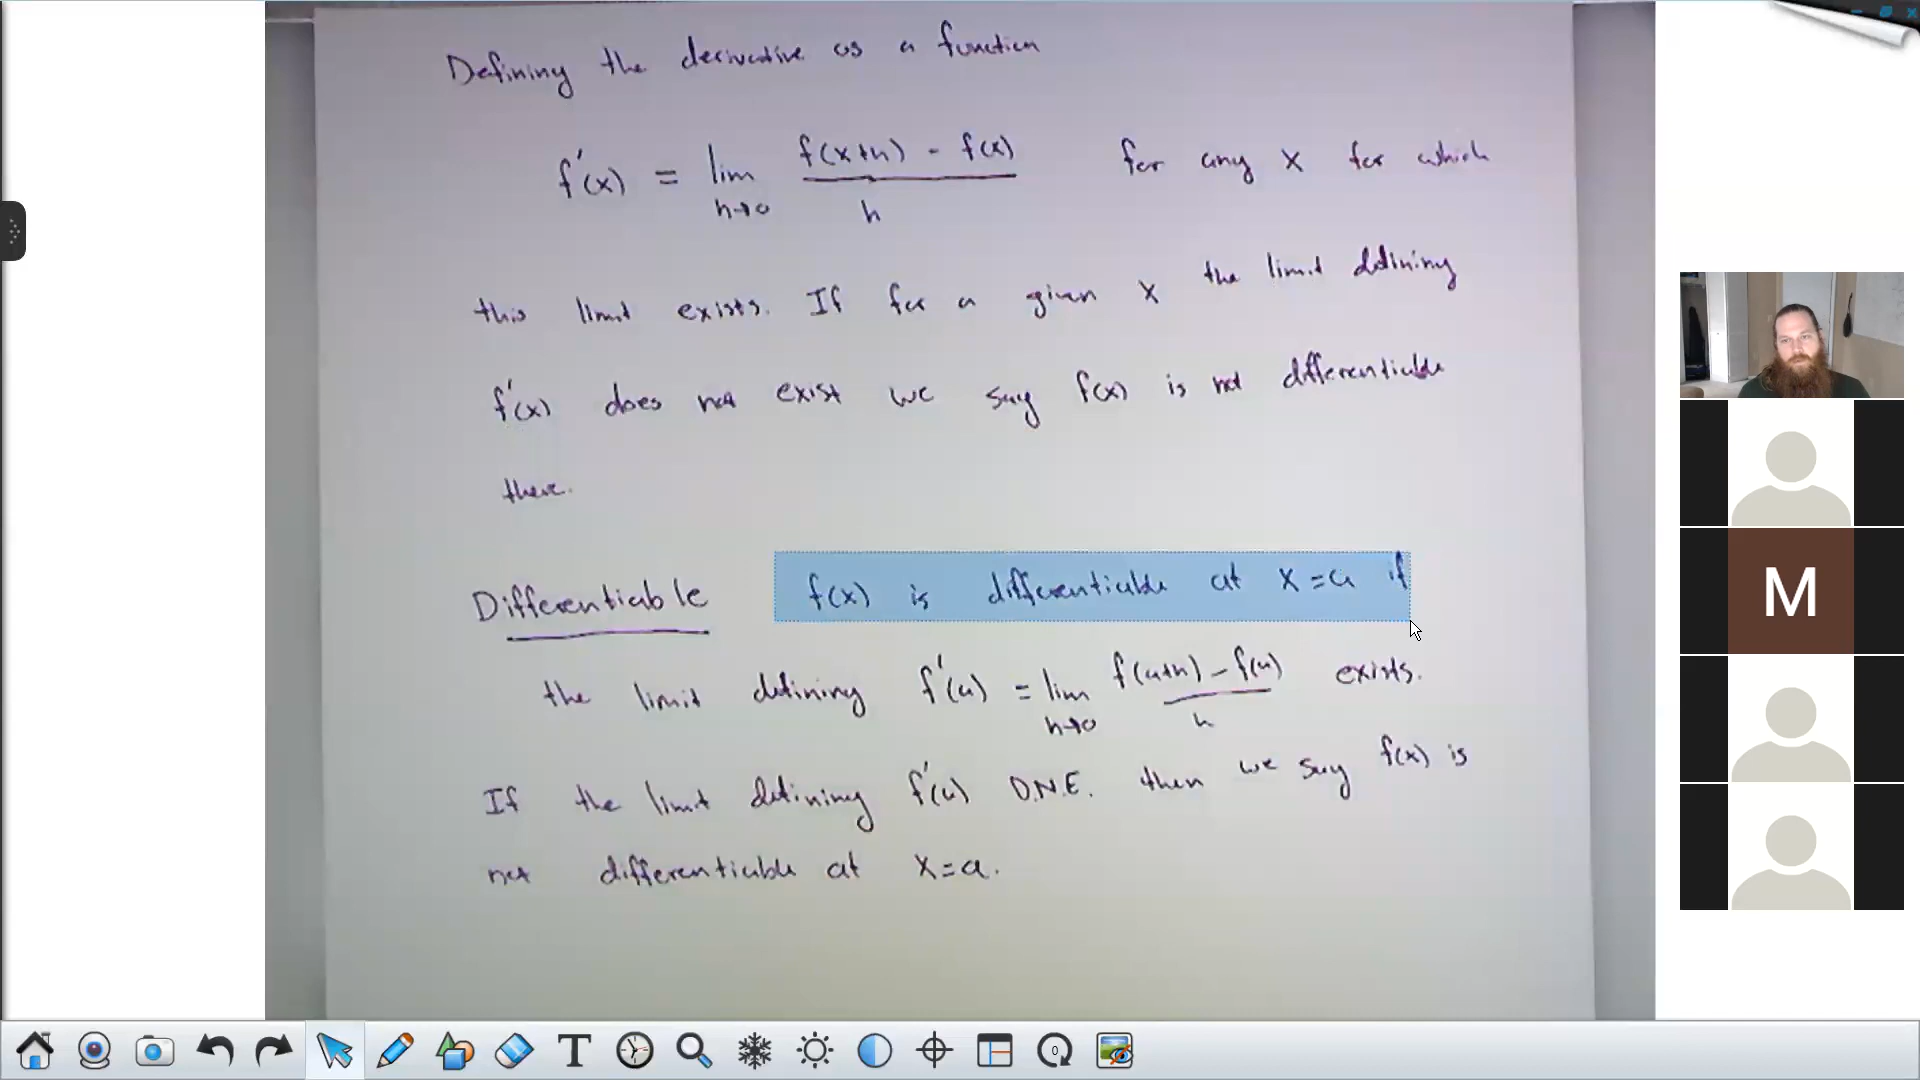 Defining the derivative as a function
f'(x) = lim h→0 f(x+h) - f(x) / h for any x for which
this limit exists. If for a given x the limit defining
f'(x) does not exist we say f(x) is not differentiable
there.
Differentiable f(x) is differentiable at x=a if
the limit defining f'(a) = lim h→0 f(a+h) - f(a) / h exists.
If the limit defining f'(a) D.N.E. then we say f(x) is
not differentiable at x=a.
M
T
0